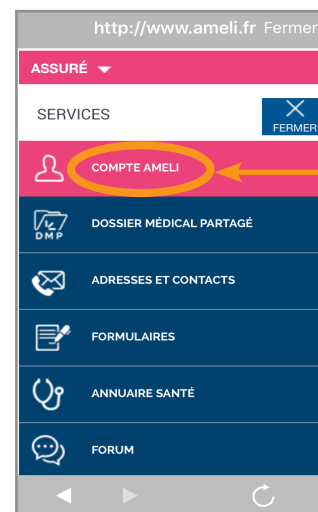 http://www.ameli.fr Fermer
ASSURÉ
SERVICES
FERMER
COMPTE AMELI
DMP
DOSSIER MÉDICAL PARTAGÉ
ADRESSES ET CONTACTS
FORMULAIRES
ANNUAIRE SANTÉ
FORUM